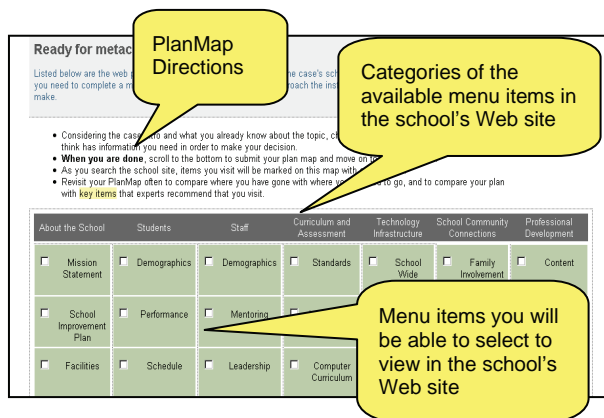 Ready for metac
PlanMap
Directions
Listed below are the web p
the case's sch
you need to complete a m
roach the inst
make.
Categories of the
available menu items in
the school's Web site
Considering the case intro and what you already know about the topic, ch
think has information you need in order to make your decision.
When you are done, scroll to the bottom to submit your plan map and move on to
As you search the school site, items you visit will be marked on this map with
Revisit your PlanMap often to compare where you have gone with where you to go, and to compare your plan
with key items that experts recommend that you visit.
About the School Students Staff Curriculum and Assessment Technology Infrastructure School Community Connections Professional Development
Mission Statement Demographics Demographics Standards School Wide Family Involvement Content
School Improvement Plan Performance Mentoring
Facilities Schedule Leadership Computer Curriculum
Menu items you will
be able to select to
view in the school's
Web site